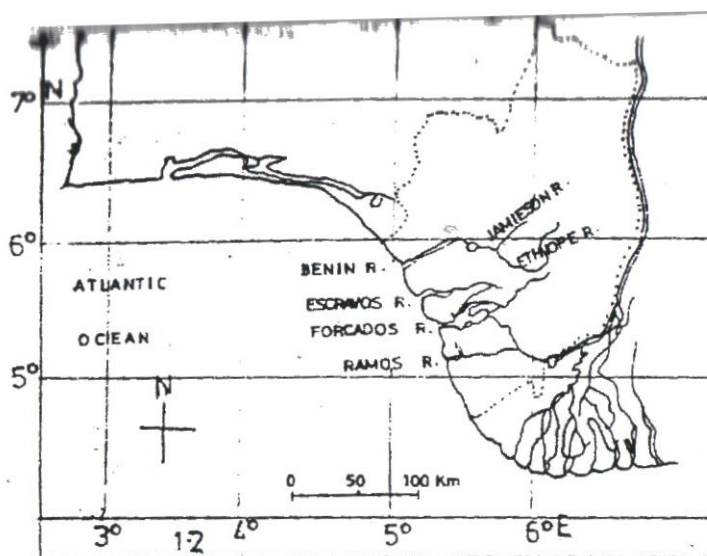 N
7°
JAMIESON R.
6°
ETHIOPE R.
BENIN R.
ATLANTIC
ESCRAVOS R.
FORCADOS R.
OCEAN
RAMOS R.
5°
N
0 50 100 Km
3° 4° 5° 6°E
1·2